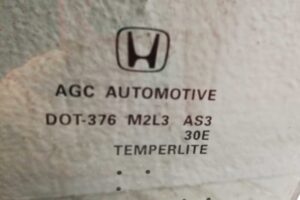 AGC AUTOMOTIVE
DOT-376 M2L3 AS3
30E
TEMPERLITE